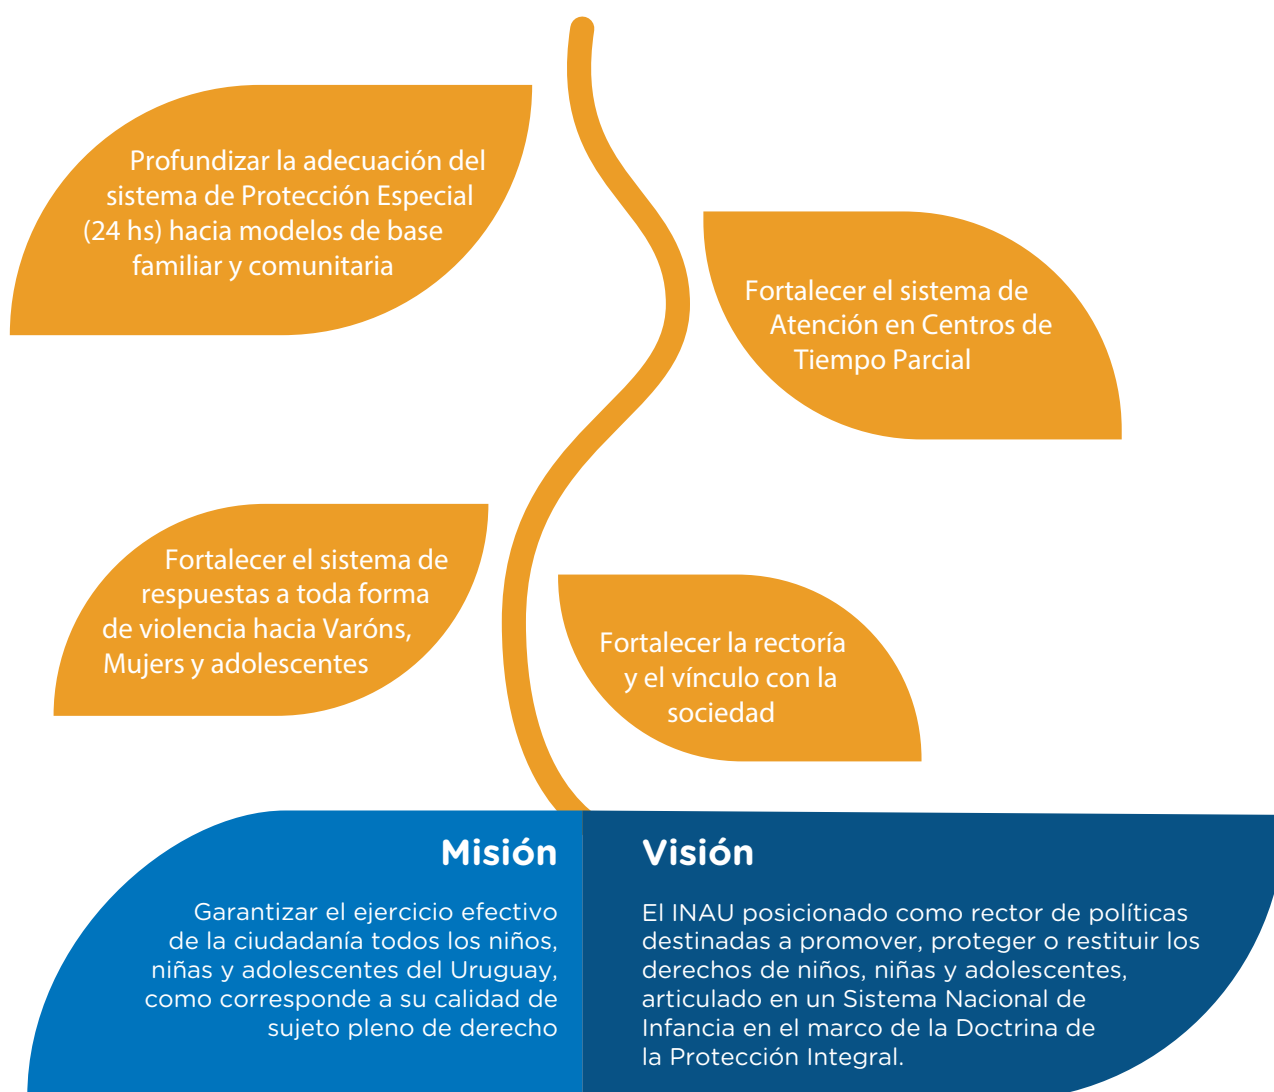 Profundizar la adecuación del
sistema de Protección Especial
(24 hs) hacia modelos de base
familiar y comunitaria
Fortalecer el sistema de
Atención en Centros de
Tiempo Parcial
Fortalecer el sistema de
respuestas a toda forma
de violencia hacia Varóns,
Mujers y adolescentes
Fortalecer la rectoría
y el vínculo con la
sociedad
Misión
Garantizar el ejercicio efectivo
de la ciudadanía todos los niños,
niñas y adolescentes del Uruguay,
como corresponde a su calidad de
sujeto pleno de derecho
Visión
El INAU posicionado como rector de políticas
destinadas a promover, proteger o restituir los
derechos de niños, niñas y adolescentes,
articulado en un Sistema Nacional de
Infancia en el marco de la Doctrina de
la Protección Integral.